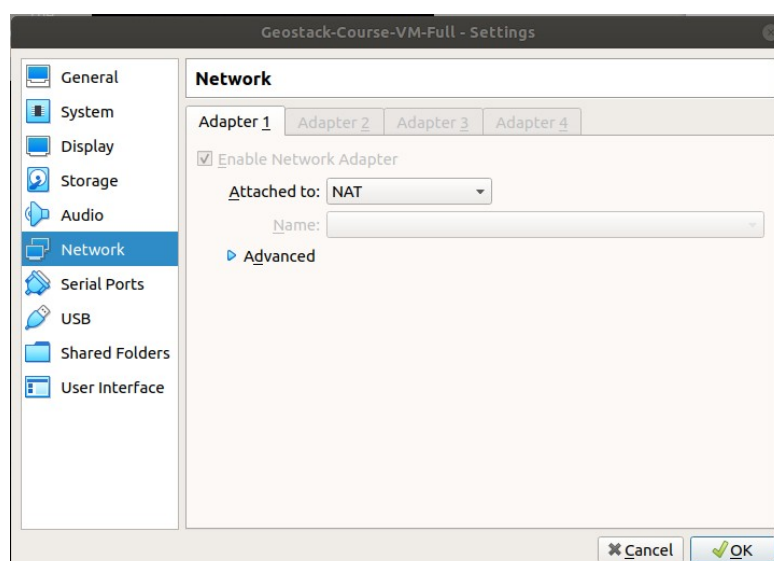 Geostack-Course-VM-Full - Settings
General
System
Display
Storage
Audio
Network
Serial Ports
USB
Shared Folders
User Interface
Network
Adapter 1 Adapter 2 Adapter 3 Adapter 4
Enable Network Adapter
Attached to: NAT
Name:
Advanced
Cancel OK